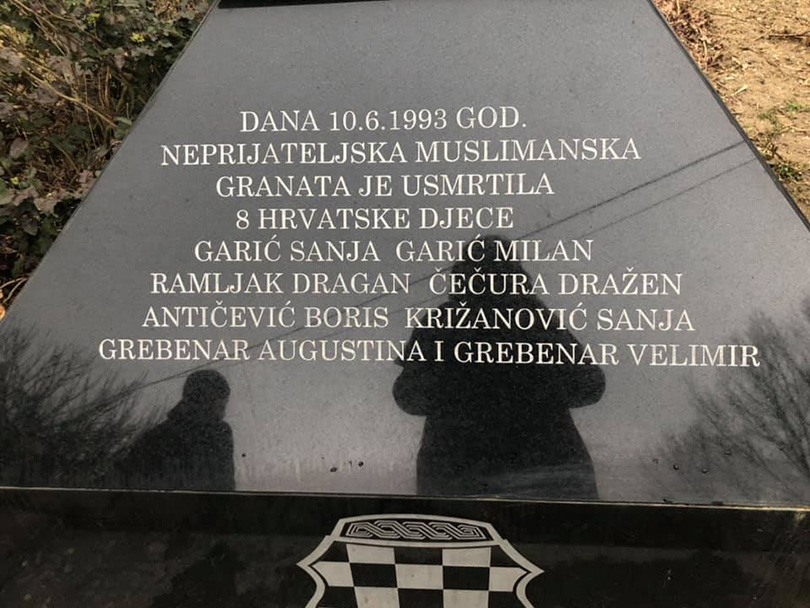 DANA 10.6.1993 GOD.
NEPRIJATELJSKA MUSLIMANSKA
GRANATA JE USMRTILA
8 HRVATSKE DJECE
GARIĆ SANJA GARIĆ MILAN
RAMLJAK DRAGAN ČEČURA DRAŽEN
ANTIČEVIĆ BORIS KRIŽANOVIĆ SANJA
GREBENAR AUGUSTINA I GREBENAR VELIMIR